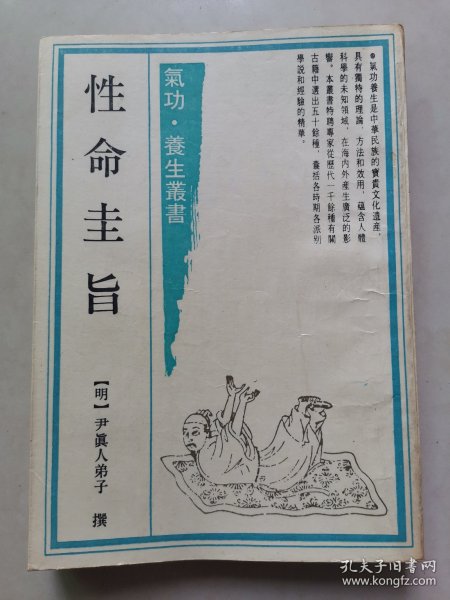 ●氣功養生是中華民族的寶貴文化遺產，
具有獨特的理論、方法和效用，蘊含人體
科學的未知領域，在海内外産生廣泛的影
響。本叢書特聘專家從歷代一千餘種有關
古籍中選出五十餘種，囊括各時期各派别
學説和經驗的精華。
氣功·養生叢書
性命圭旨
【明】尹眞人弟子 撰
孔夫子旧书网
www.kongfz.com